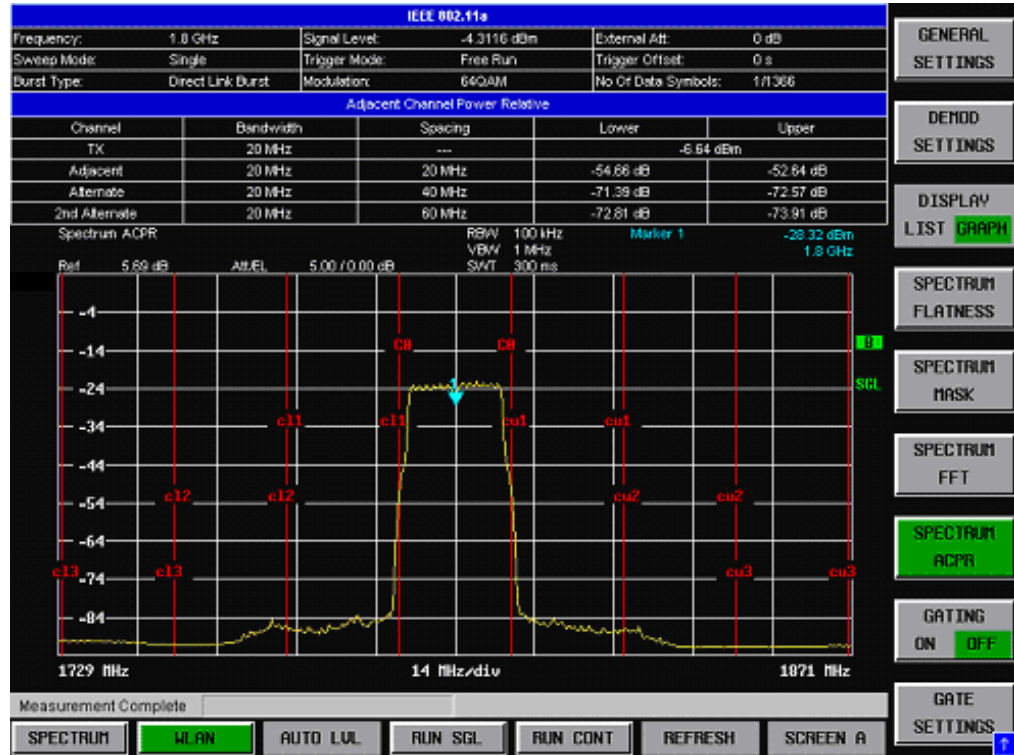 IEEE 802.11a
Frequency: 1.8 GHz Signal Level: -4.3116 dBm External Att: 0 dB
Sweep Mode: Single Trigger Mode: Free Run Trigger Offset: 0 s
Burst Type: Direct Link Burst Modulation: 64QAM No Of Data Symbols: 1/1366
Adjacent Channel Power Relative
Channel Bandwidth Spacing Lower Upper
TX 20 MHz --- -6.64 dBm
Adjacent 20 MHz 20 MHz -54.66 dB -52.64 dB
Alternate 20 MHz 40 MHz -71.39 dB -72.57 dB
2nd Alternate 20 MHz 60 MHz -72.81 dB -73.91 dB
Spectrum ACPR RBW 100 kHz Marker 1 -28.32 dBm
VBW 1 MHz 1.8 GHz
Ref 5.69 dB Att/EL 5.00 / 0.00 dB SWT 300 ms
-4
-14 C0 C0 B
-24 1 SGL
-34 cl1 cl1 cu1 cu1
-44
-54 cl2 cl2 cu2 cu2
-64
-74 cl3 cl3 cu3 cu3
-84
1729 MHz 14 MHz/div 1871 MHz
Measurement Complete
SPECTRUM WLAN AUTO LVL RUN SGL RUN CONT REFRESH SCREEN A
GENERAL
SETTINGS
DEMOD
SETTINGS
DISPLAY
LIST GRAPH
SPECTRUM
FLATNESS
SPECTRUM
MASK
SPECTRUM
FFT
SPECTRUM
ACPR
GATING
ON OFF
GATE
SETTINGS